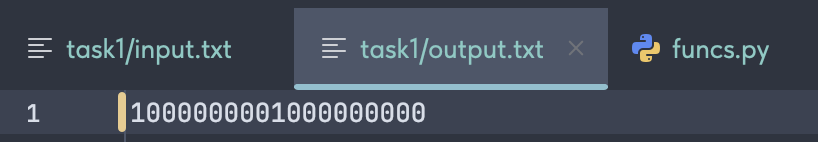 task1/input.txt
task1/output.txt ×
funcs.py
1 1000000001000000000